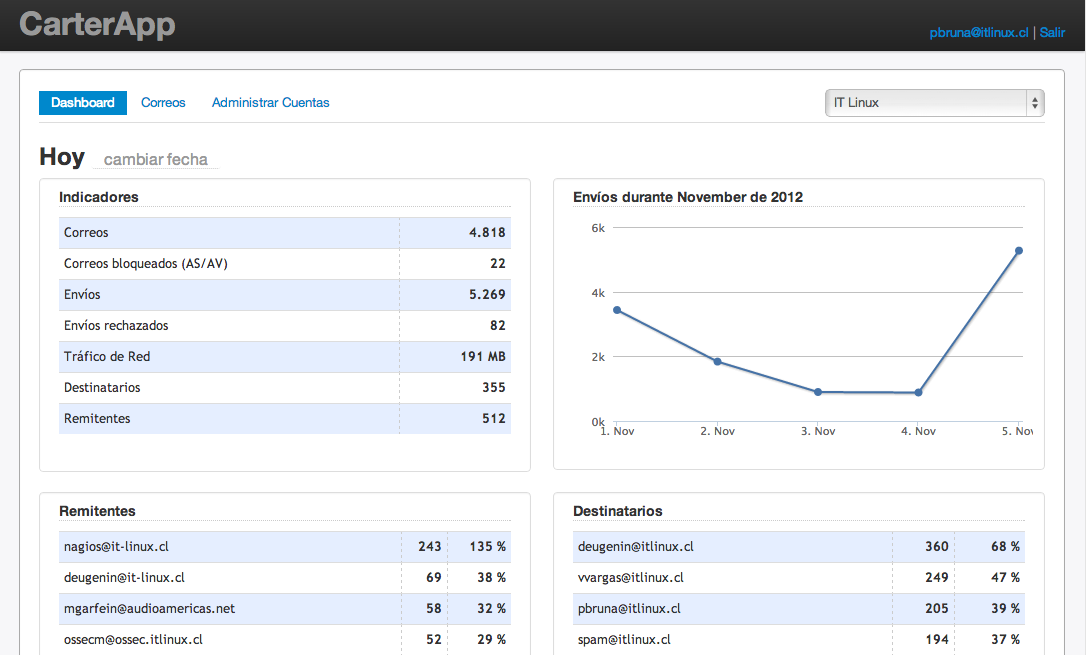 CarterApp
pbruna@itlinux.cl | Salir
Dashboard Correos Administrar Cuentas IT Linux
Hoy cambiar fecha
Indicadores
Correos 4.818
Correos bloqueados (AS/AV) 22
Envíos 5.269
Envíos rechazados 82
Tráfico de Red 191 MB
Destinatarios 355
Remitentes 512
Envíos durante November de 2012
6k
4k
2k
0k
1. Nov 2. Nov 3. Nov 4. Nov 5. Nov
Remitentes
nagios@it-linux.cl 243 135 %
deugenin@it-linux.cl 69 38 %
mgarfein@audioamericas.net 58 32 %
ossecm@ossec.itlinux.cl 52 29 %
Destinatarios
deugenin@itlinux.cl 360 68 %
vvargas@itlinux.cl 249 47 %
pbruna@itlinux.cl 205 39 %
spam@itlinux.cl 194 37 %